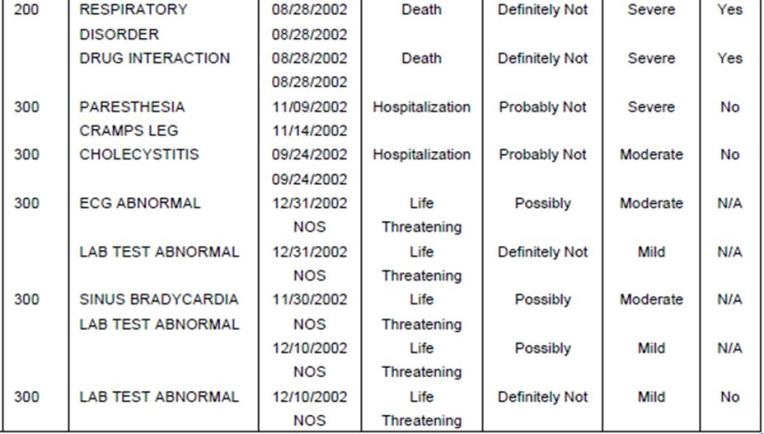 200 RESPIRATORY 08/28/2002 Death Definitely Not Severe Yes
DISORDER 08/28/2002
DRUG INTERACTION 08/28/2002 Death Definitely Not Severe Yes
08/28/2002
300 PARESTHESIA 11/09/2002 Hospitalization Probably Not Severe No
CRAMPS LEG 11/14/2002
300 CHOLECYSTITIS 09/24/2002 Hospitalization Probably Not Moderate No
09/24/2002
300 ECG ABNORMAL 12/31/2002 Life Possibly Moderate N/A
NOS Threatening
LAB TEST ABNORMAL 12/31/2002 Life Definitely Not Mild N/A
NOS Threatening
300 SINUS BRADYCARDIA 11/30/2002 Life Possibly Moderate N/A
LAB TEST ABNORMAL NOS Threatening
12/10/2002 Life Possibly Mild N/A
NOS Threatening
300 LAB TEST ABNORMAL 12/10/2002 Life Definitely Not Mild No
NOS Threatening